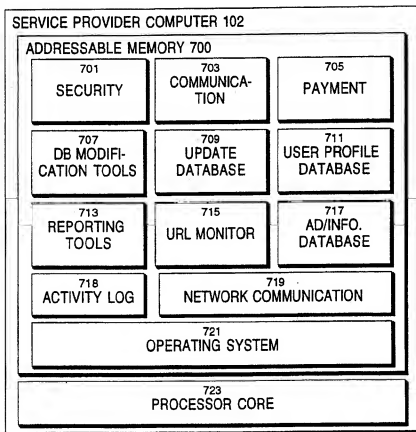 SERVICE PROVIDER COMPUTER 102
ADDRESSABLE MEMORY 700
701
SECURITY
703
COMMUNICA-
TION
705
PAYMENT
707
DB MODIFI-
CATION TOOLS
709
UPDATE
DATABASE
711
USER PROFILE
DATABASE
713
REPORTING
TOOLS
715
URL MONITOR
717
AD/INFO.
DATABASE
718
ACTIVITY LOG
719
NETWORK COMMUNICATION
721
OPERATING SYSTEM
723
PROCESSOR CORE